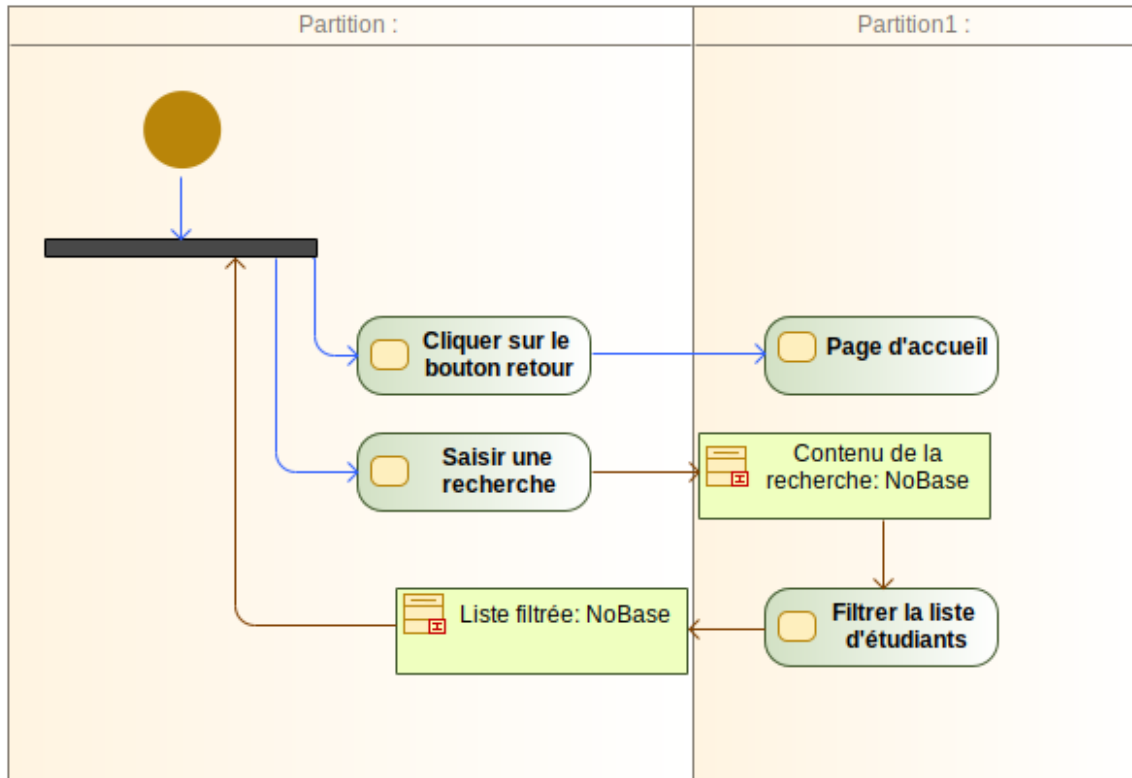 Partition :
Partition1 :
Cliquer sur le
bouton retour
Page d'accueil
Saisir une
recherche
Contenu de la
recherche: NoBase
Liste filtrée: NoBase
Filtrer la liste
d'étudiants